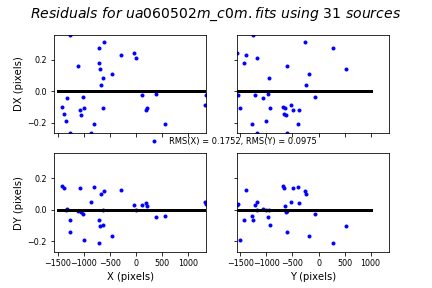 Residuals for ua060502m_c0m.fits using 31 sources
DX (pixels)
0.2
0.0
−0.2
RMS(X) = 0.1752, RMS(Y) = 0.0975
DY (pixels)
0.2
0.0
−0.2
−1500 −1000 −500 0 500 1000
−1500 −1000 −500 0 500 1000
X (pixels)
Y (pixels)